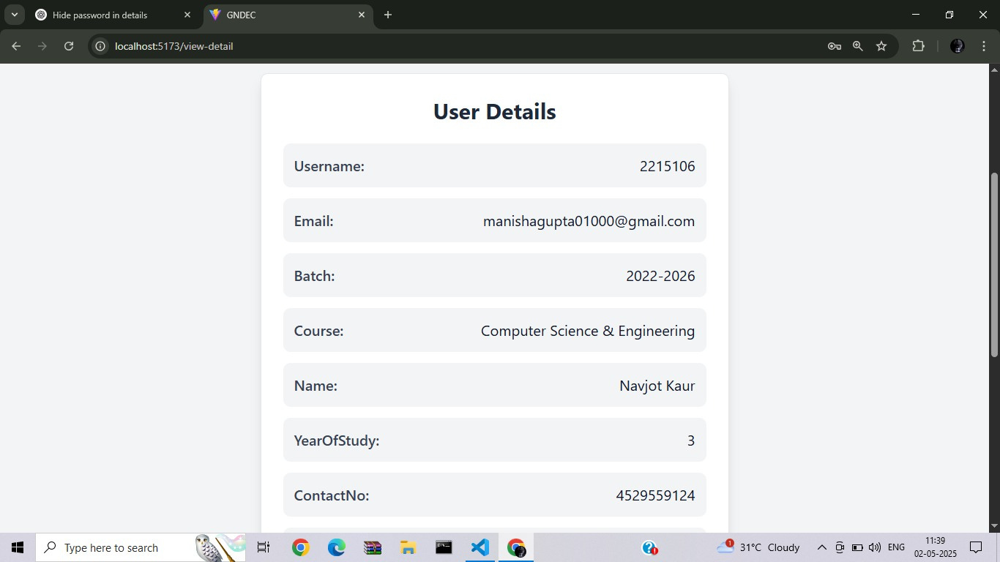 Hide password in details
GNDEC
localhost:5173/view-detail
User Details
Username: 2215106
Email: manishagupta01000@gmail.com
Batch: 2022-2026
Course: Computer Science & Engineering
Name: Navjot Kaur
YearOfStudy: 3
ContactNo: 4529559124
Type here to search
1
31°C Cloudy
ENG
11:39
02-05-2025